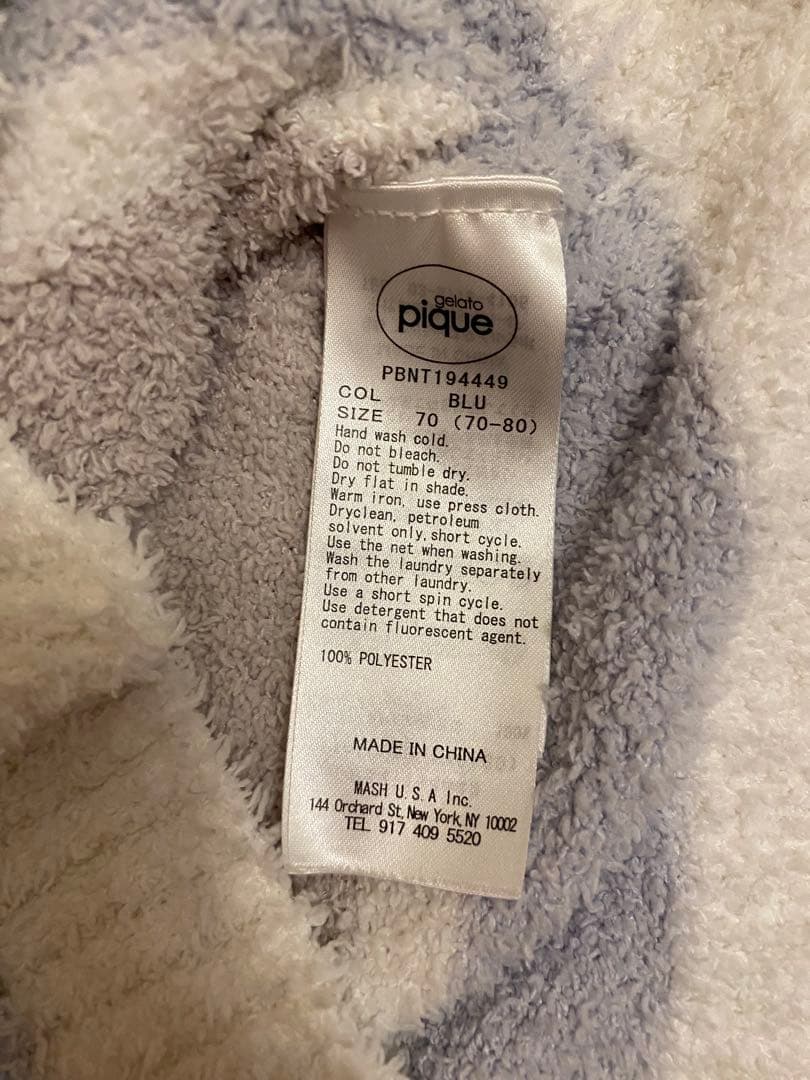 gelato
pique
PBNT194449
COL BLU
SIZE 70 (70-80)
Hand wash cold.
Do not bleach.
Do not tumble dry.
Dry flat in shade.
Warm iron, use press cloth.
Dryclean, petroleum
solvent only, short cycle.
Use the net when washing.
Wash the laundry separately
from other laundry.
Use a short spin cycle.
Use detergent that does not
contain fluorescent agent.
100% POLYESTER
MADE IN CHINA
MASH U.S.A Inc.
144 Orchard St, New York, NY 10002
TEL 917 409 5520